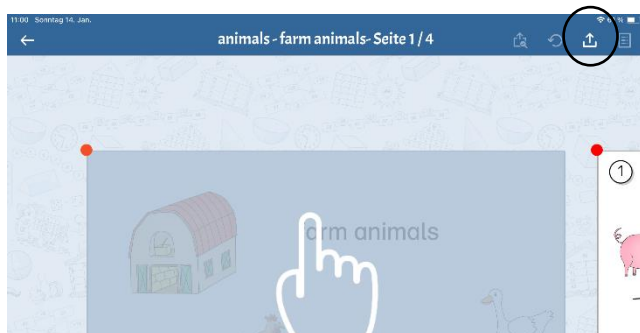 11:00 Sonntag 14. Jan.
animals - farm animals- Seite 1 / 4
1
farm animals